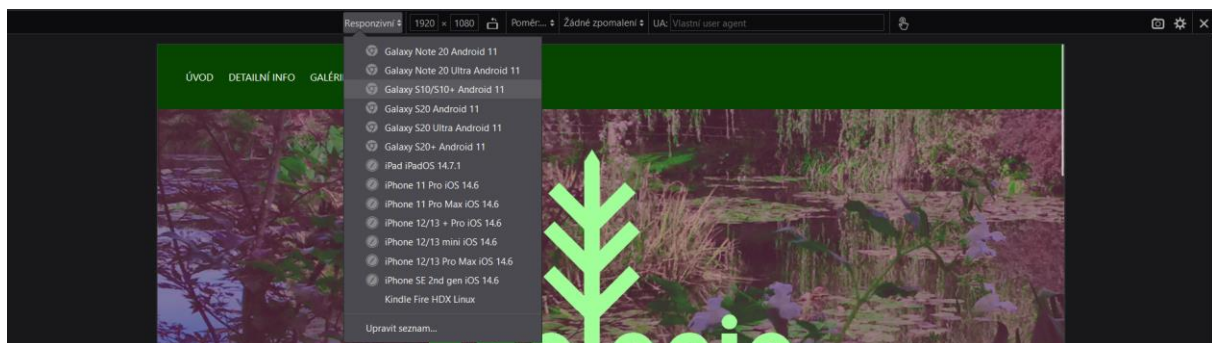 Responzivní 1920 × 1080 Poměr:... Žádné zpomalení UA: Vlastní user agent
ÚVOD DETAILNÍ INFO GALÉRI
Galaxy Note 20 Android 11
Galaxy Note 20 Ultra Android 11
Galaxy S10/S10+ Android 11
Galaxy S20 Android 11
Galaxy S20 Ultra Android 11
Galaxy S20+ Android 11
iPad iPadOS 14.7.1
iPhone 11 Pro iOS 14.6
iPhone 11 Pro Max iOS 14.6
iPhone 12/13 + Pro iOS 14.6
iPhone 12/13 mini iOS 14.6
iPhone 12/13 Pro Max iOS 14.6
iPhone SE 2nd gen iOS 14.6
Kindle Fire HDX Linux
Upravit seznam...